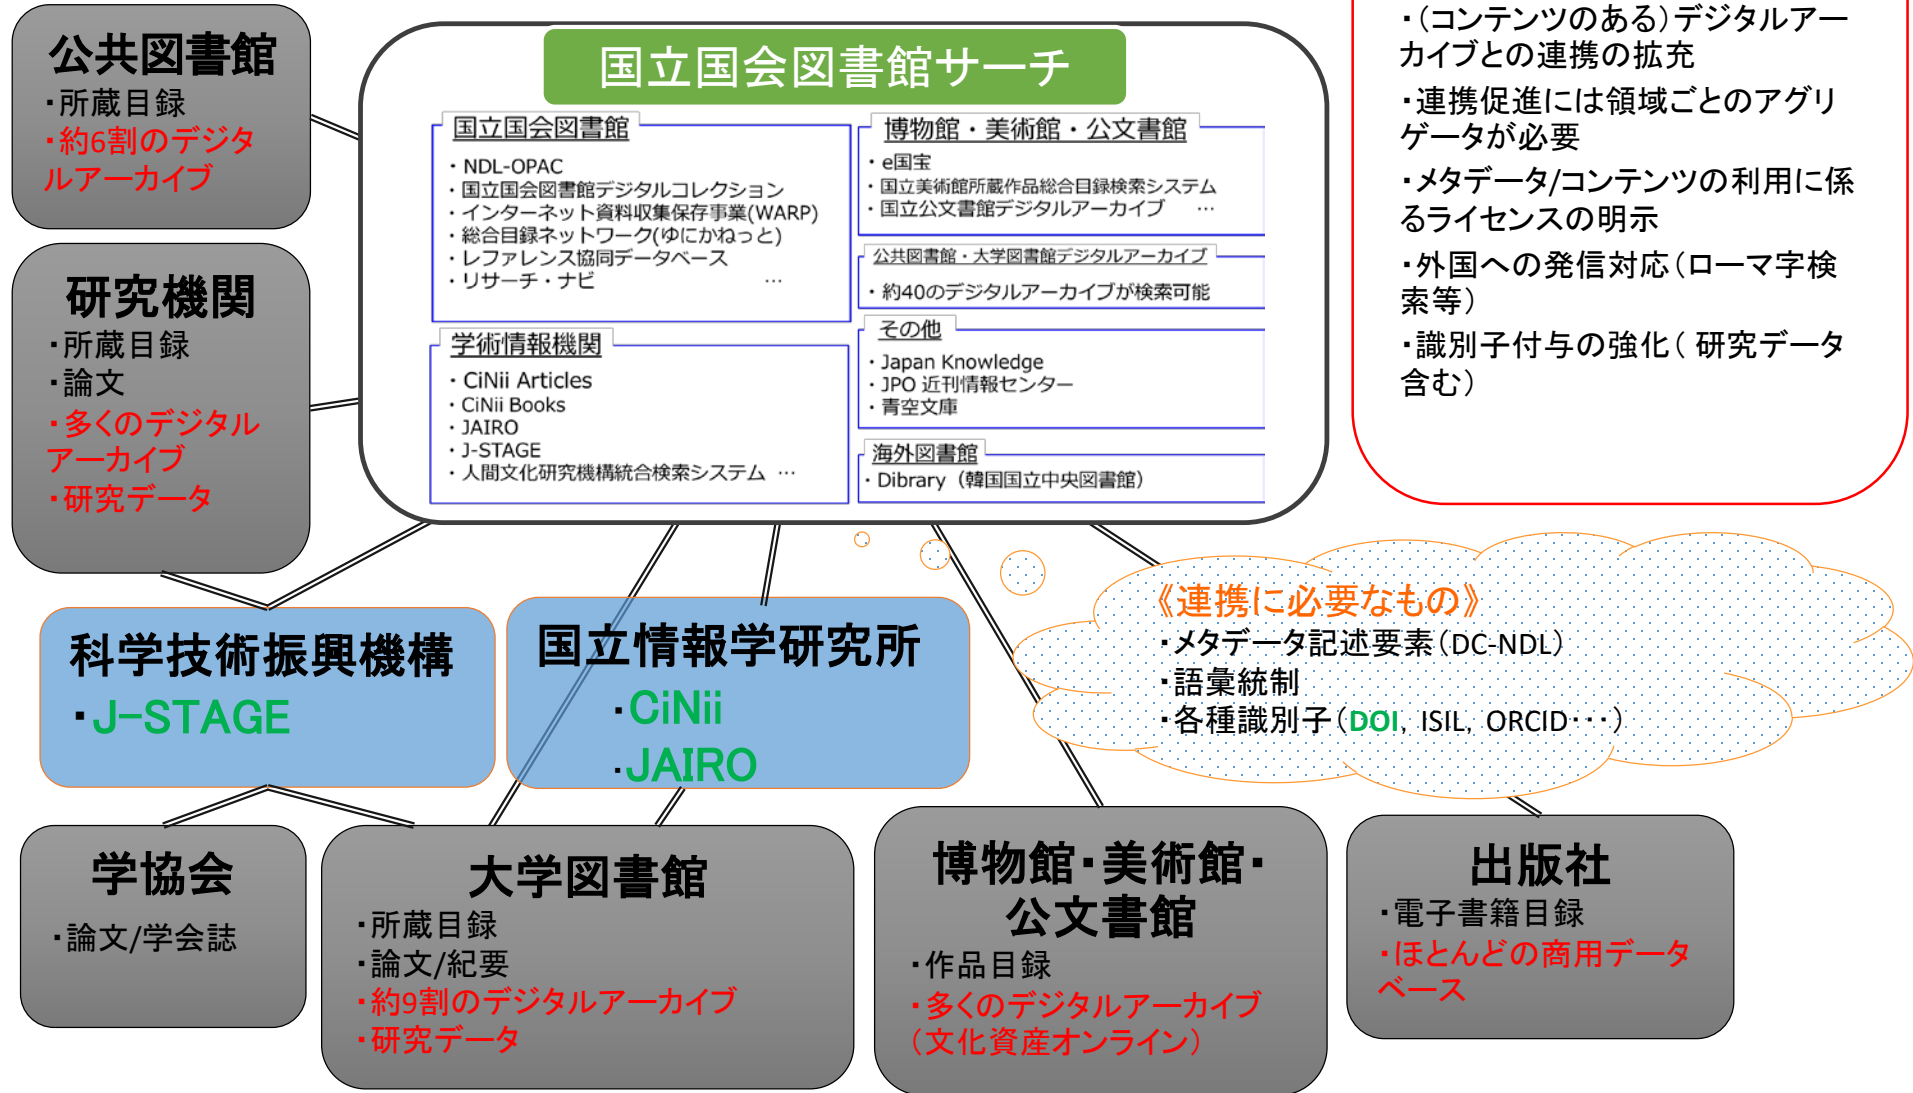 公共図書館
・所蔵目録
・約6割のデジタ
ルアーカイブ
研究機関
・所蔵目録
・論文
・多くのデジタル
アーカイブ
・研究データ
国立国会図書館サーチ
国立国会図書館
・NDL-OPAC
・国立国会図書館デジタルコレクション
・インターネット資料収集保存事業(WARP)
・総合目録ネットワーク(ゆにかねっと)
・レファレンス協同データベース
・リサーチ・ナビ …
学術情報機関
・CiNii Articles
・CiNii Books
・JAIRO
・J-STAGE
・人間文化研究機構統合検索システム …
博物館・美術館・公文書館
・e国宝
・国立美術館所蔵作品総合目録検索システム
・国立公文書館デジタルアーカイブ …
公共図書館・大学図書館デジタルアーカイブ
・約40のデジタルアーカイブが検索可能
その他
・Japan Knowledge
・JPO 近刊情報センター
・青空文庫
海外図書館
・Dibrary（韓国国立中央図書館）
・（コンテンツのある）デジタルアー
カイブとの連携の拡充
・連携促進には領域ごとのアグリ
ゲータが必要
・メタデータ/コンテンツの利用に係
るライセンスの明示
・外国への発信対応（ローマ字検
索等）
・識別子付与の強化（ 研究データ
含む）
《連携に必要なもの》
・メタデータ記述要素（DC-NDL）
・語彙統制
・各種識別子（DOI，ISIL，ORCID・・・）
科学技術振興機構
・J-STAGE
国立情報学研究所
・CiNii
・JAIRO
学協会
・論文/学会誌
大学図書館
・所蔵目録
・論文/紀要
・約9割のデジタルアーカイブ
・研究データ
博物館・美術館・
公文書館
・作品目録
・多くのデジタルアーカイブ
（文化資産オンライン）
出版社
・電子書籍目録
・ほとんどの商用データ
ベース